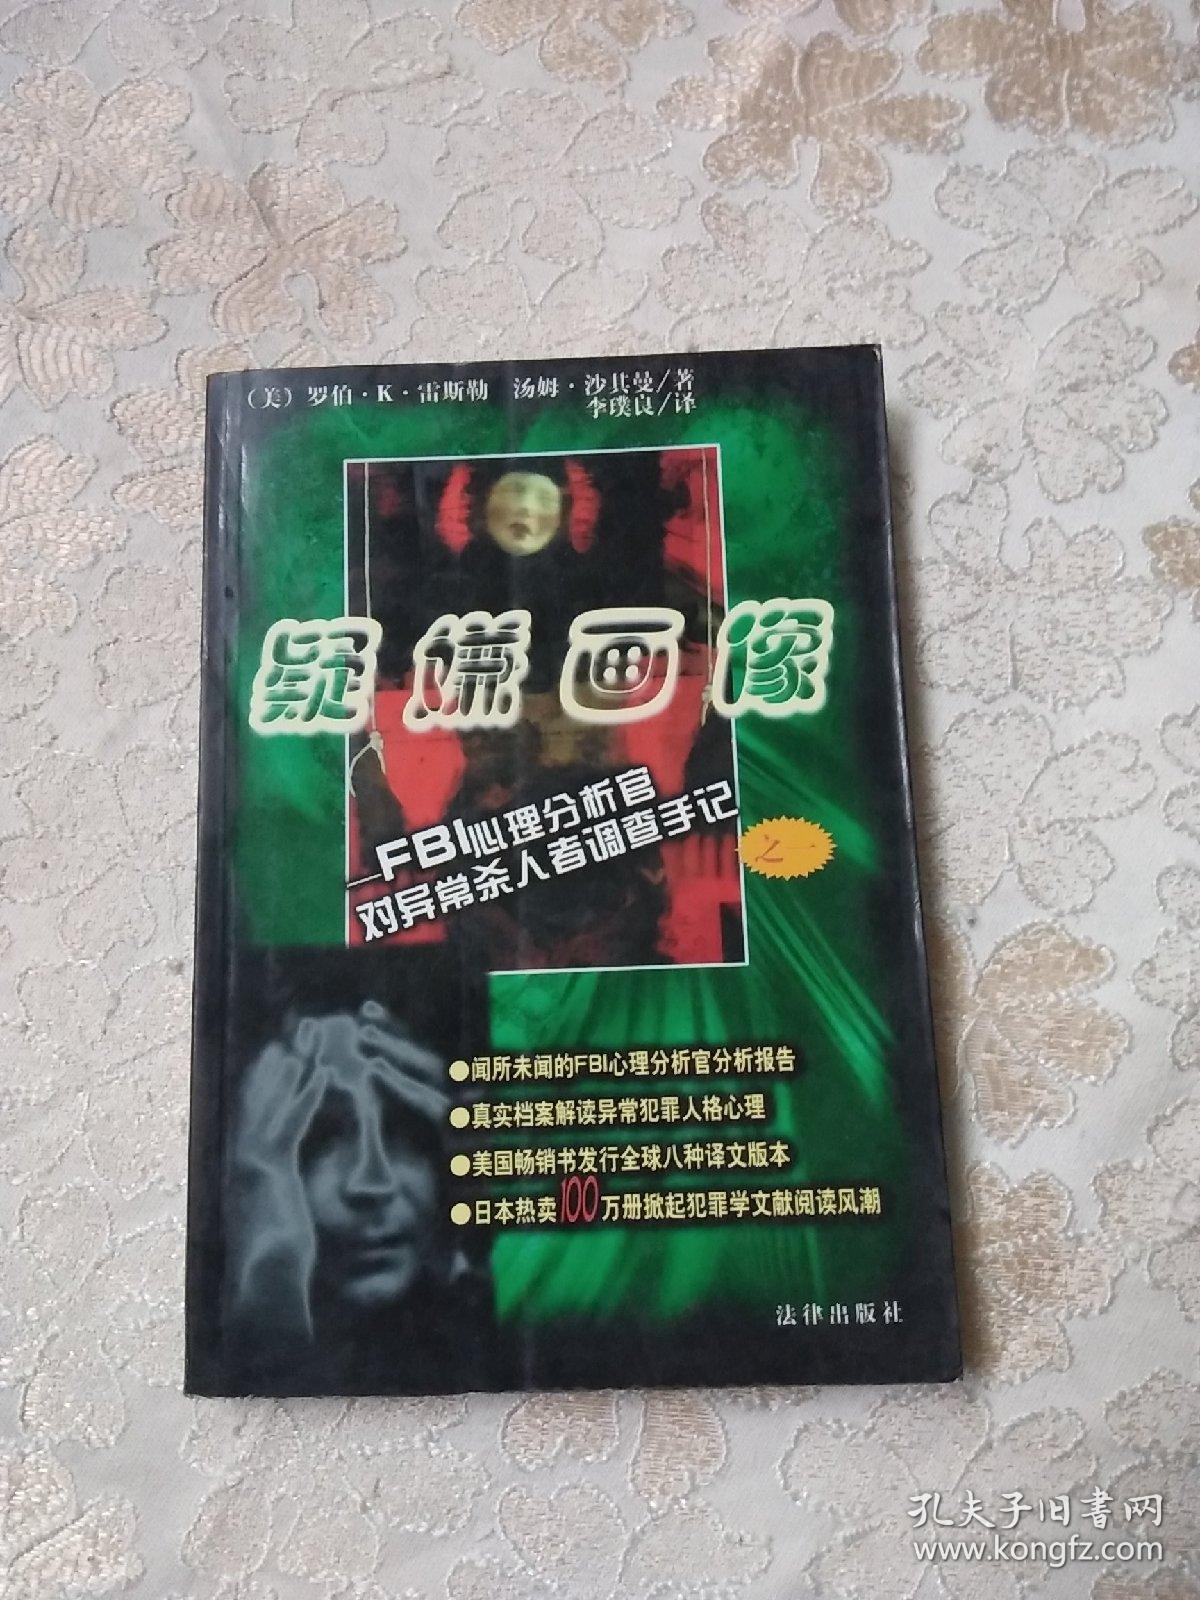 （美）罗伯·K·雷斯勒 汤姆·沙其曼/著
李璞良/译
疑嫌画像
—FBI心理分析官
对异常杀人者调查手记
之一
●闻所未闻的FBI心理分析官分析报告
●真实档案解读异常犯罪人格心理
●美国畅销书发行全球八种译文版本
●日本热卖100万册掀起犯罪学文献阅读风潮
法律出版社
孔夫子旧书网
www.kongfz.com